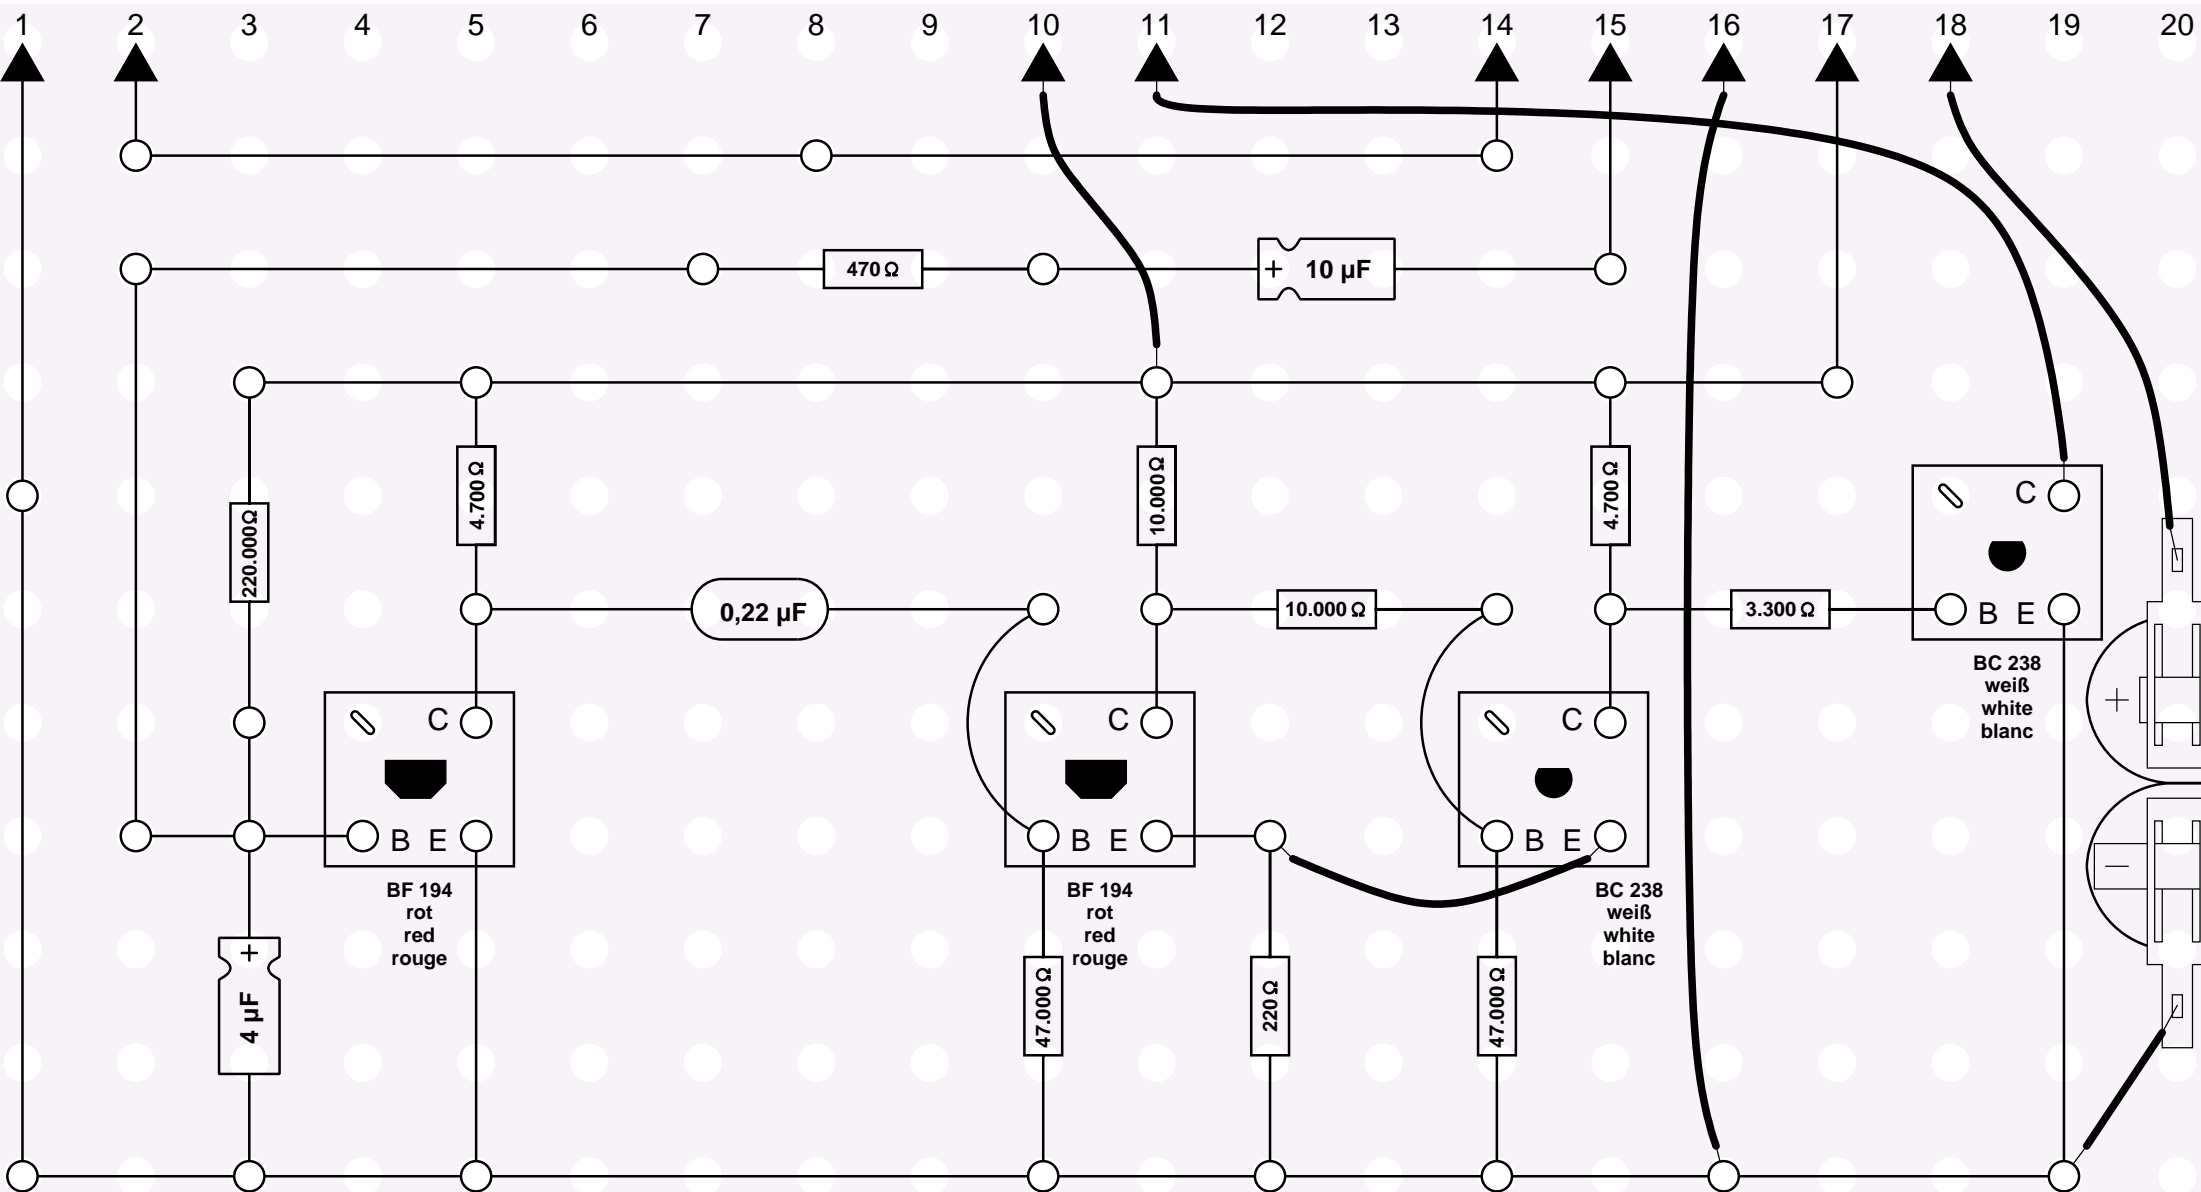 1 2 3 4 5 6 7 8 9 10 11 12 13 14 15 16 17 18 19 20
470 Ω
+ 10 µF
220.000Ω
4.700 Ω
10.000 Ω
4.700 Ω
C
B E
BC 238
weiß
white
blanc
0,22 µF
10.000 Ω
3.300 Ω
C
B E
BF 194
rot
red
rouge
C
B E
BF 194
rot
red
rouge
C
B E
BC 238
weiß
white
blanc
+
−
+ 4 µF
47.000 Ω
220 Ω
47.000 Ω